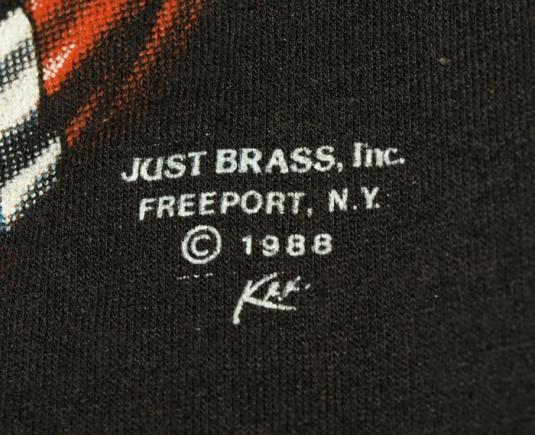 JUST BRASS, Inc.
FREEPORT, N.Y.
© 1988